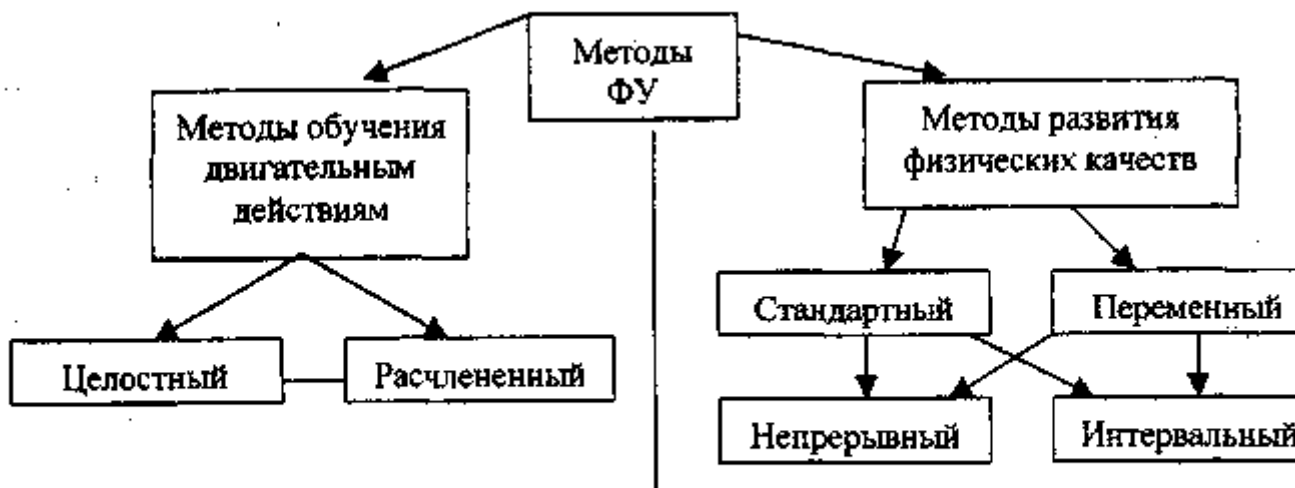 Методы
ФУ
Методы обучения
двигательным
действиям
Методы развития
физических качеств
Стандартный
Переменный
Целостный
Расчлененный
Непрерывный
Интервальный